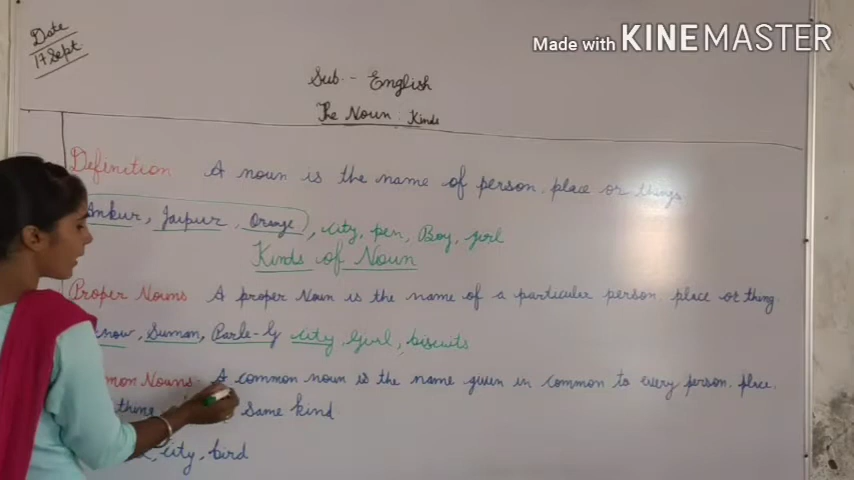 Date
17 Sept
Made with KINEMASTER
Sub.- English
The Noun: Kinds
Definition A noun is the name of person, place or things.
Ankur, Jaipur, Orange, city, pen, Boy, girl
Kinds of Noun
Proper Nouns A proper Noun is the name of a particular person, place or thing.
Suman, Parle-G city, Girl, biscuits
Nouns- A common noun is the name given in common to every person, place,
thing same kind
city, bird